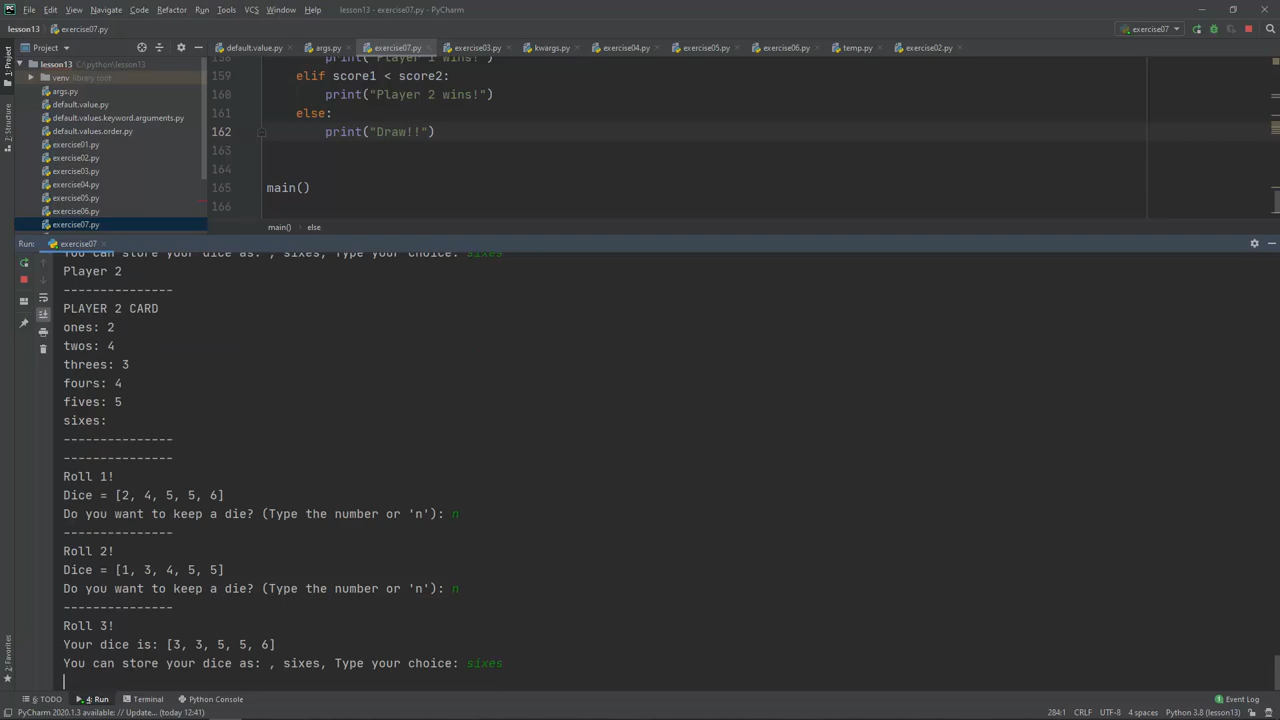 File Edit View Navigate Code Refactor Run Tools VCS Window Help lesson13 - exercise07.py - PyCharm
lesson13 exercise07.py exercise07
Project default.value.py args.py exercise07.py exercise03.py kwargs.py exercise04.py exercise05.py exercise06.py temp.py exercise02.py
1: Project
lesson13 C:\python\lesson13
venv library root
args.py
default.value.py
default.values.keyword.arguments.py
default.values.order.py
exercise01.py
exercise02.py
exercise03.py
exercise04.py
exercise05.py
exercise06.py
exercise07.py
7: Structure
158 print("Player 1 wins!")
159 elif score1 < score2:
160 print("Player 2 wins!")
161 else:
162 print("Draw!!")
163
164
165 main()
166
main() else
Run: exercise07
You can store your dice as: , sixes, Type your choice: sixes
Player 2
---------------
PLAYER 2 CARD
ones: 2
twos: 4
threes: 3
fours: 4
fives: 5
sixes:
---------------
---------------
Roll 1!
Dice = [2, 4, 5, 5, 6]
Do you want to keep a die? (Type the number or 'n'): n
---------------
Roll 2!
Dice = [1, 3, 4, 5, 5]
Do you want to keep a die? (Type the number or 'n'): n
---------------
Roll 3!
Your dice is: [3, 3, 5, 5, 6]
You can store your dice as: , sixes, Type your choice: sixes
2: Favorites
6: TODO 4: Run Terminal Python Console Event Log
PyCharm 2020.1.3 available: // Update... (today 12:41) 284:1 CRLF UTF-8 4 spaces Python 3.8 (lesson13)